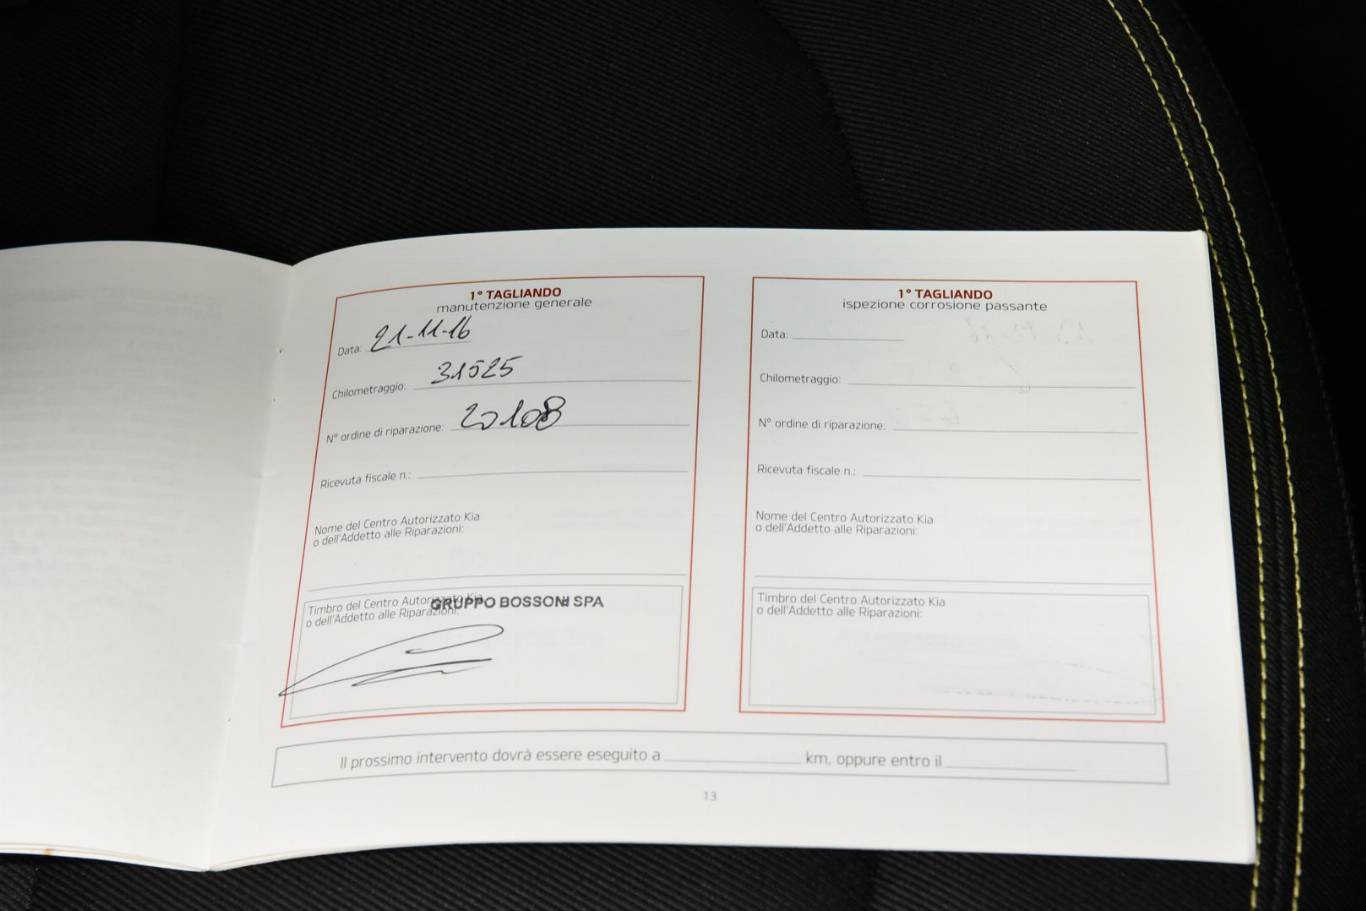 1° TAGLIANDO
manutenzione generale
Data: 21-11-16
Chilometraggio: 31525
N° ordine di riparazione: 20108
Ricevuta fiscale n.:
Nome del Centro Autorizzato Kia
o dell'Addetto alle Riparazioni:
Timbro del Centro Autorizzato Kia
o dell'Addetto alle Riparazioni:
GRUPPO BOSSONI SPA
1° TAGLIANDO
ispezione corrosione passante
Data:
Chilometraggio:
N° ordine di riparazione:
Ricevuta fiscale n.:
Nome del Centro Autorizzato Kia
o dell'Addetto alle Riparazioni:
Timbro del Centro Autorizzato Kia
o dell'Addetto alle Riparazioni:
Il prossimo intervento dovrà essere eseguito a km, oppure entro il
13